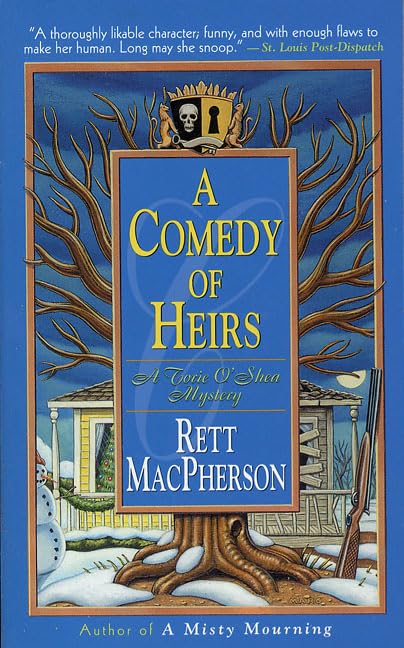 "A thoroughly likable character; funny, and with enough flaws to
make her human. Long may she snoop." — St. Louis Post-Dispatch
A
COMEDY
OF
HEIRS
A Torie O'Shea
Mystery
RETT
MACPHERSON
Author of A Misty Mourning